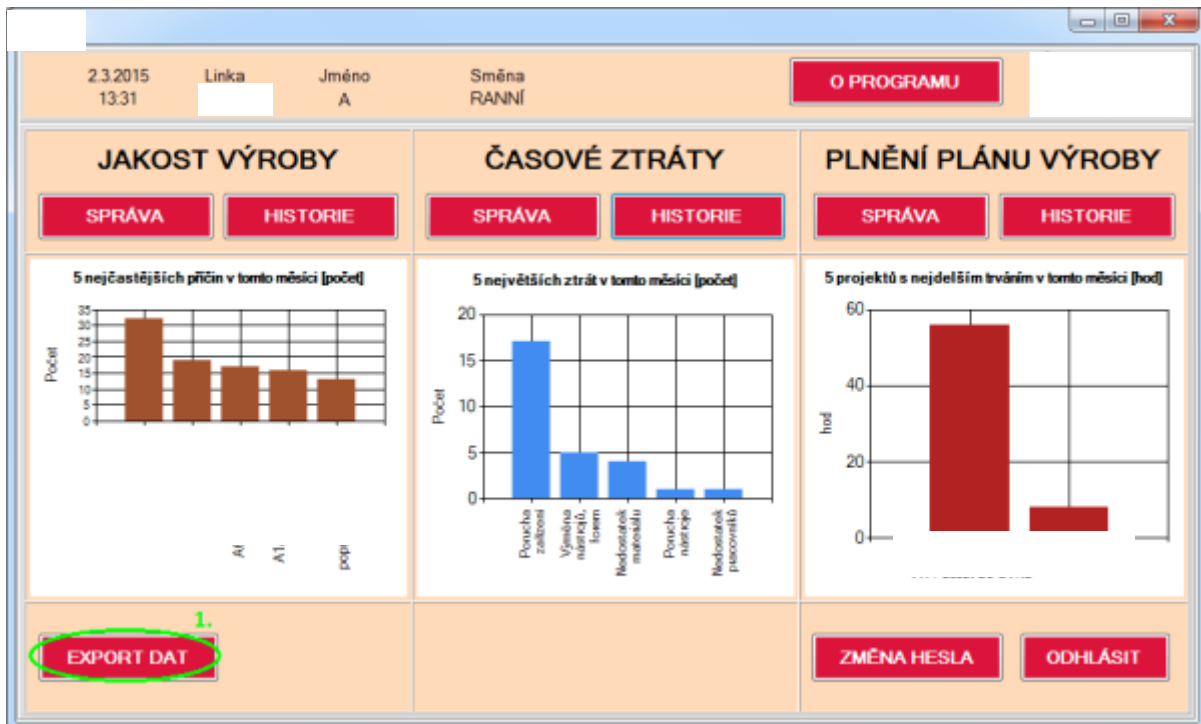 2.3.2015 Linka Jméno Směna
13:31 A RANNÍ
O PROGRAMU
JAKOST VÝROBY
SPRÁVA HISTORIE
5 nejčastějších příčin v tomto měsíci [počet]
35
30
25
20
15
10
5
0
Počet
popı
ČASOVÉ ZTRÁTY
SPRÁVA HISTORIE
5 největších ztrát v tomto měsíci [počet]
20
15
10
5
0
Počet
Porucha
zařízení
Výměna
nástrojů,
forem
Nedostatek
materiálu
Porucha
nástroje
Nedostatek
pracovníků
PLNĚNÍ PLÁNU VÝROBY
SPRÁVA HISTORIE
5 projektů s nejdelším trváním v tomto měsíci [hod]
60
40
20
0
hod
1.
EXPORT DAT
ZMĚNA HESLA ODHLÁSIT